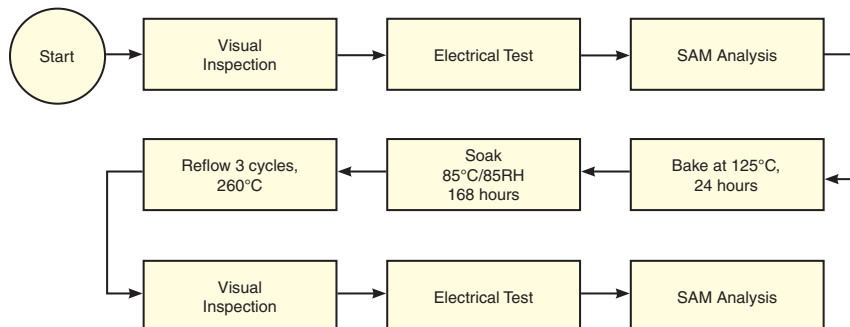 Start
Visual
Inspection
Electrical Test
SAM Analysis
Bake at 125°C,
24 hours
Soak
85°C/85RH
168 hours
Reflow 3 cycles,
260°C
Visual
Inspection
Electrical Test
SAM Analysis